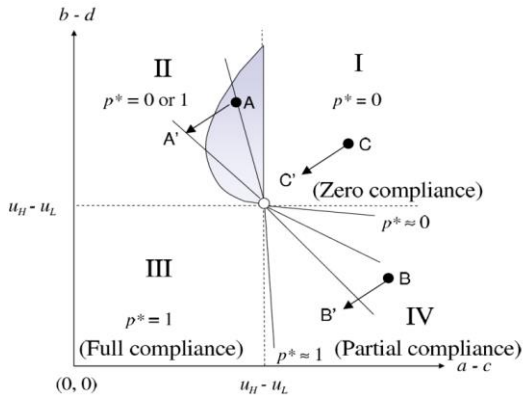 b - d
II
I
p* = 0 or 1
A
p* = 0
A'
C
C'
(Zero compliance)
u_H - u_L
p* ≈ 0
III
B
B'
IV
p* = 1
(Full compliance)
p* ≈ 1
(Partial compliance)
a - c
(0, 0)
u_H - u_L